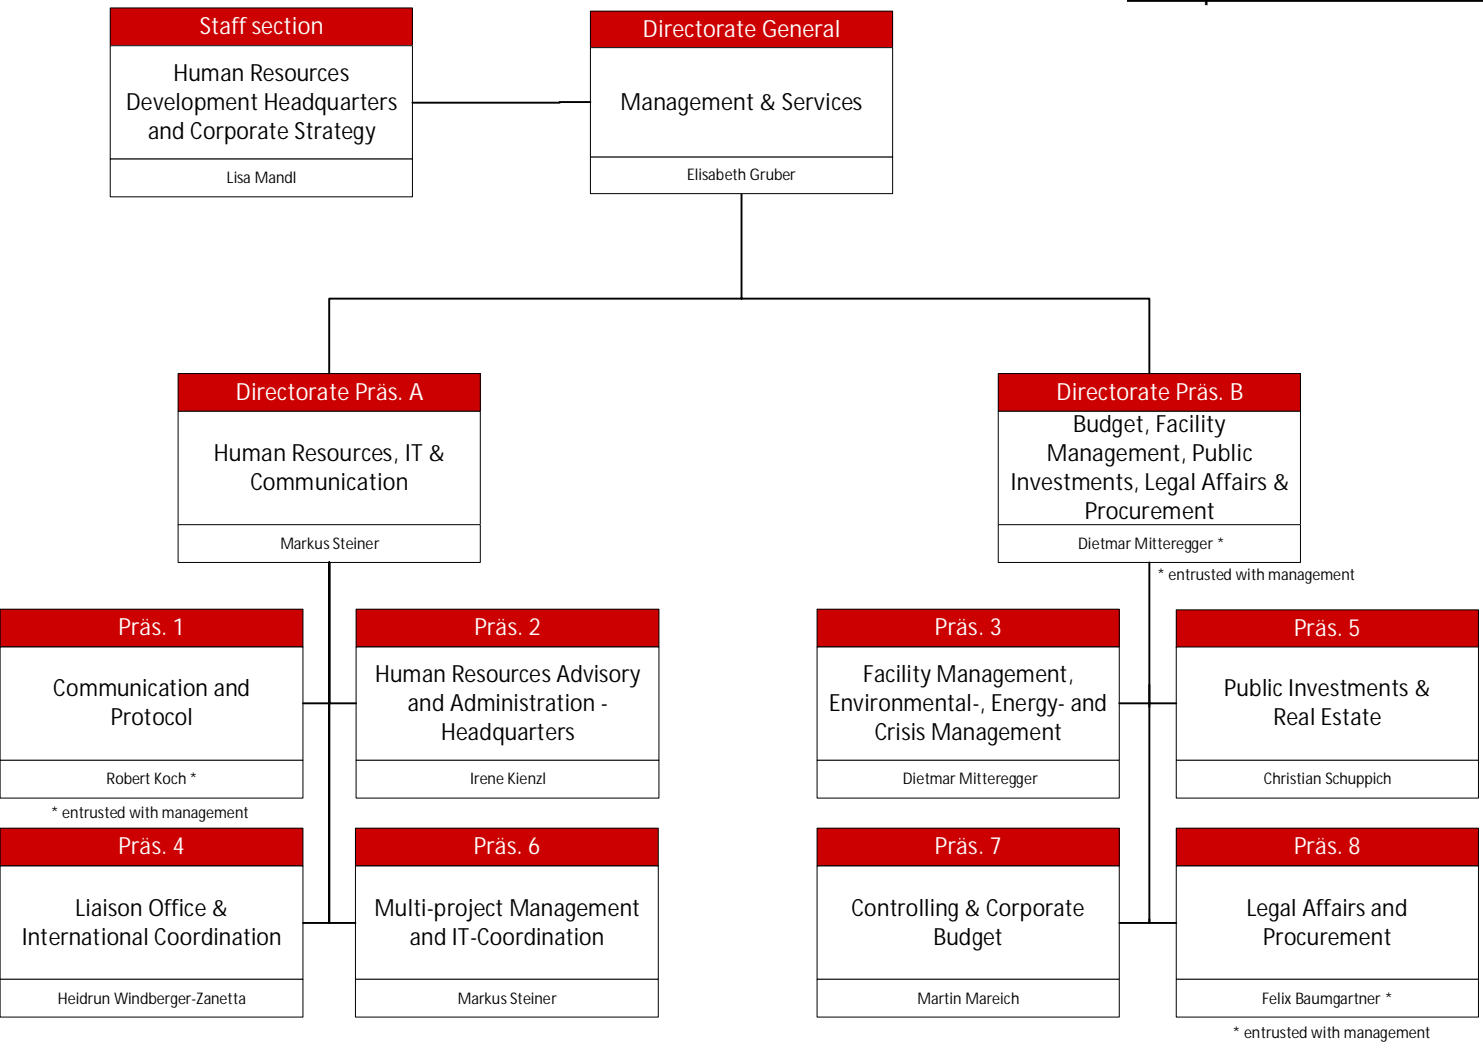 Staff section
Human Resources
Development Headquarters
and Corporate Strategy
Lisa Mandl
Directorate General
Management & Services
Elisabeth Gruber
Directorate Präs. A
Human Resources, IT &
Communication
Markus Steiner
Directorate Präs. B
Budget, Facility
Management, Public
Investments, Legal Affairs &
Procurement
Dietmar Mitteregger *
* entrusted with management
Präs. 1
Communication and
Protocol
Robert Koch *
* entrusted with management
Präs. 2
Human Resources Advisory
and Administration -
Headquarters
Irene Kienzl
Präs. 3
Facility Management,
Environmental-, Energy- and
Crisis Management
Dietmar Mitteregger
Präs. 5
Public Investments &
Real Estate
Christian Schuppich
Präs. 4
Liaison Office &
International Coordination
Heidrun Windberger-Zanetta
Präs. 6
Multi-project Management
and IT-Coordination
Markus Steiner
Präs. 7
Controlling & Corporate
Budget
Martin Mareich
Präs. 8
Legal Affairs and
Procurement
Felix Baumgartner *
* entrusted with management